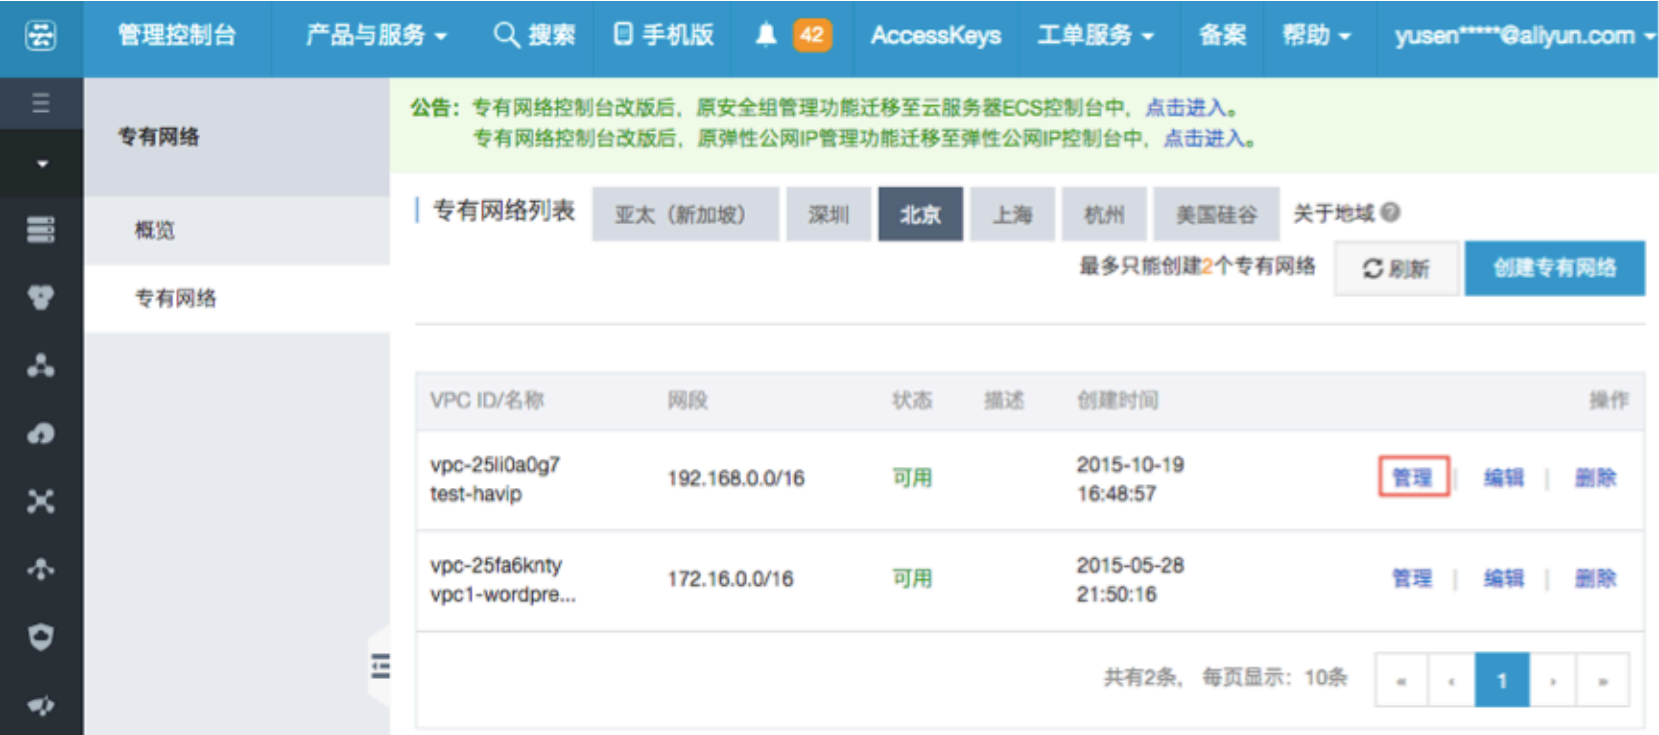 管理控制台 产品与服务 搜索 手机版 42 AccessKeys 工单服务 备案 帮助 yusen*****@aliyun.com
专有网络
概览
专有网络
公告：专有网络控制台改版后，原安全组管理功能迁移至云服务器ECS控制台中，点击进入。
专有网络控制台改版后，原弹性公网IP管理功能迁移至弹性公网IP控制台中，点击进入。
专有网络列表 亚太（新加坡） 深圳 北京 上海 杭州 美国硅谷 关于地域
最多只能创建2个专有网络 刷新 创建专有网络
VPC ID/名称 网段 状态 描述 创建时间 操作
vpc-25li0a0g7 192.168.0.0/16 可用 2015-10-19 管理 | 编辑 | 删除
test-havip 16:48:57
vpc-25fa6knty 172.16.0.0/16 可用 2015-05-28 管理 | 编辑 | 删除
vpc1-wordpre... 21:50:16
共有2条， 每页显示：10条 « ‹ 1 › »